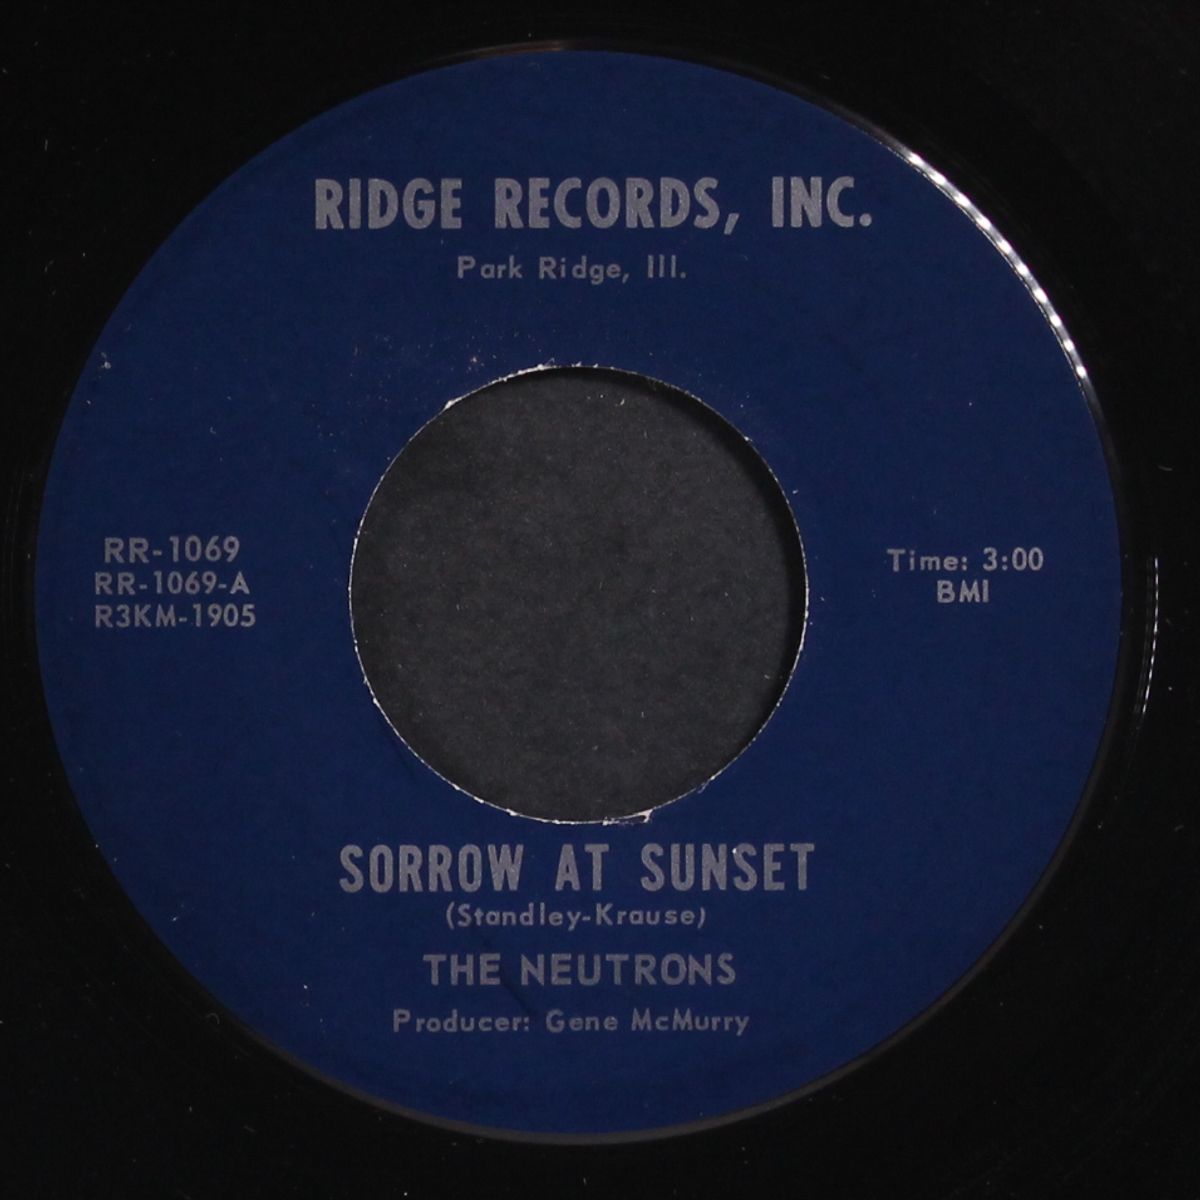 RIDGE RECORDS, INC.
Park Ridge, Ill.
RR-1069
RR-1069-A
R3KM-1905
Time: 3:00
BMI
SORROW AT SUNSET
(Standley-Krause)
THE NEUTRONS
Producer: Gene McMurry